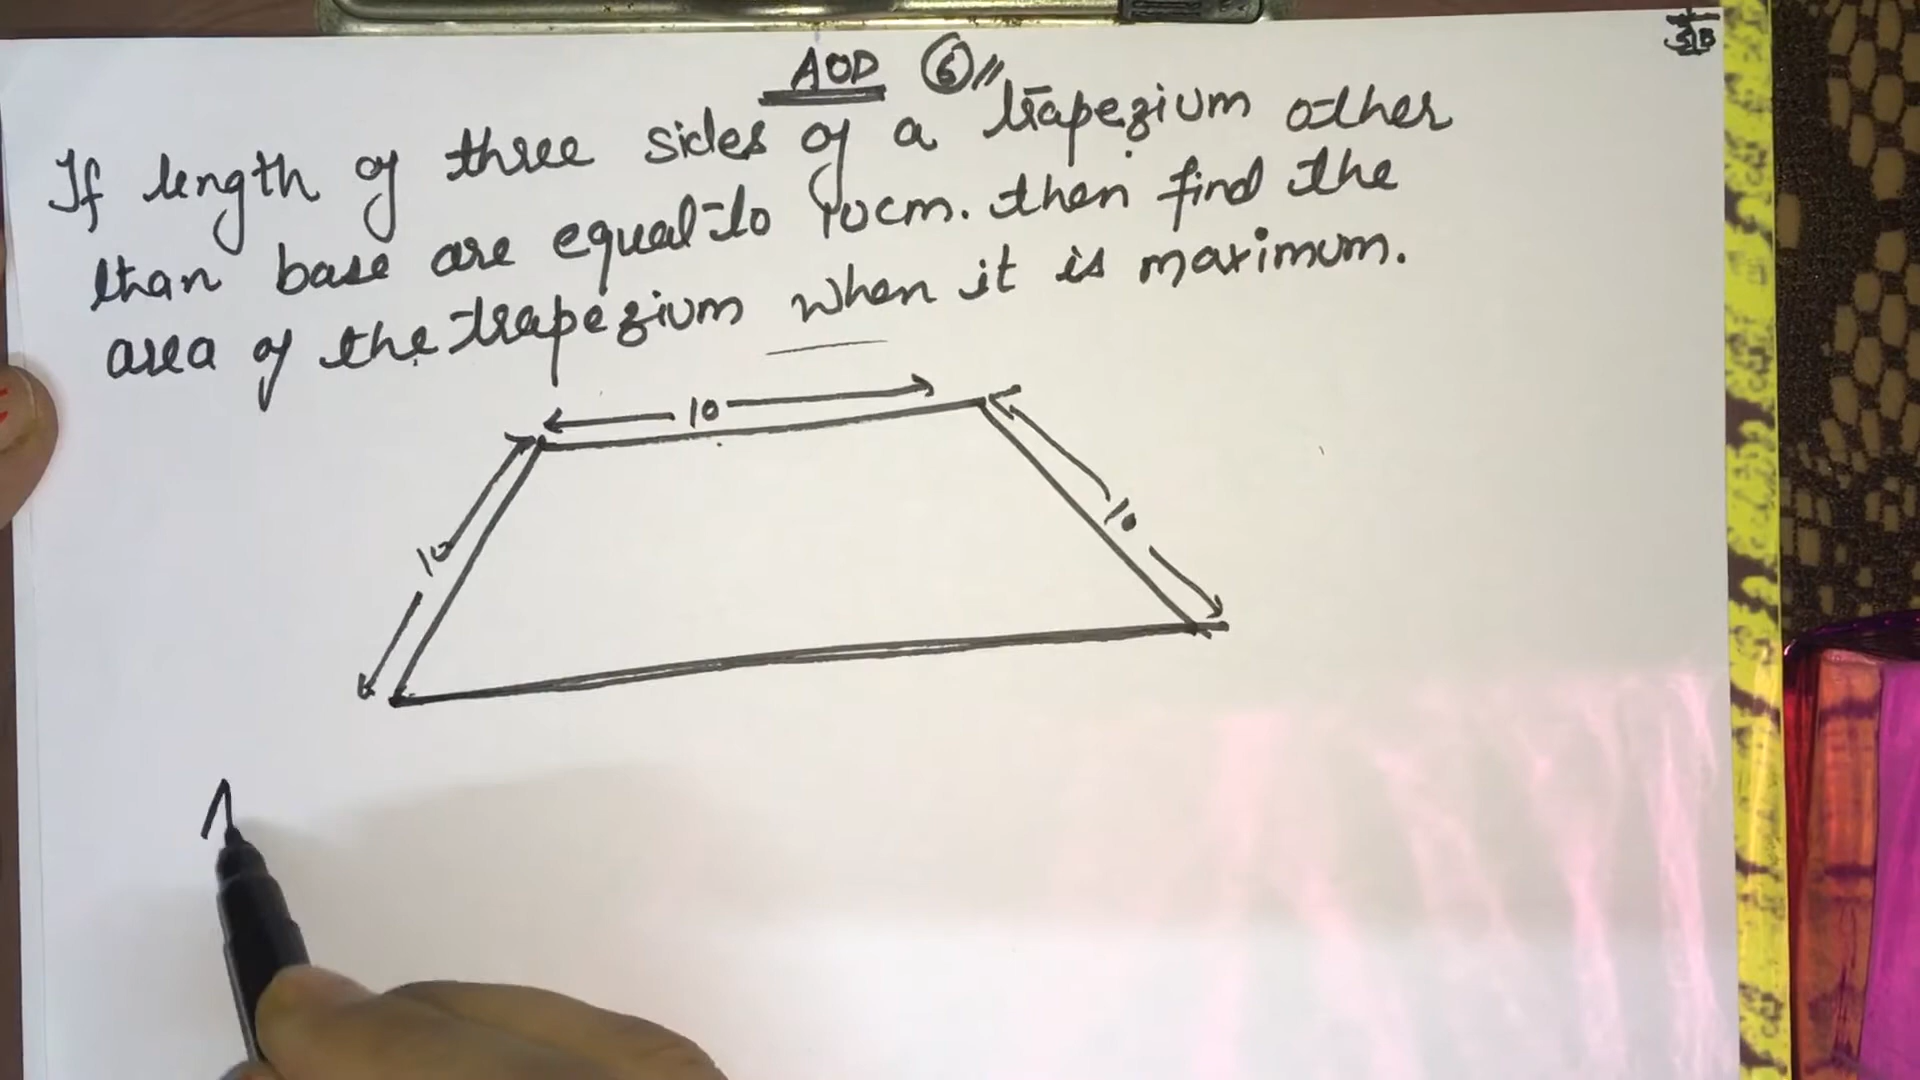 AOD 6
If length of three sides of a trapezium other
than base are equal to 10cm. then find the
area of the trapezium when it is maximum.
10
10
10